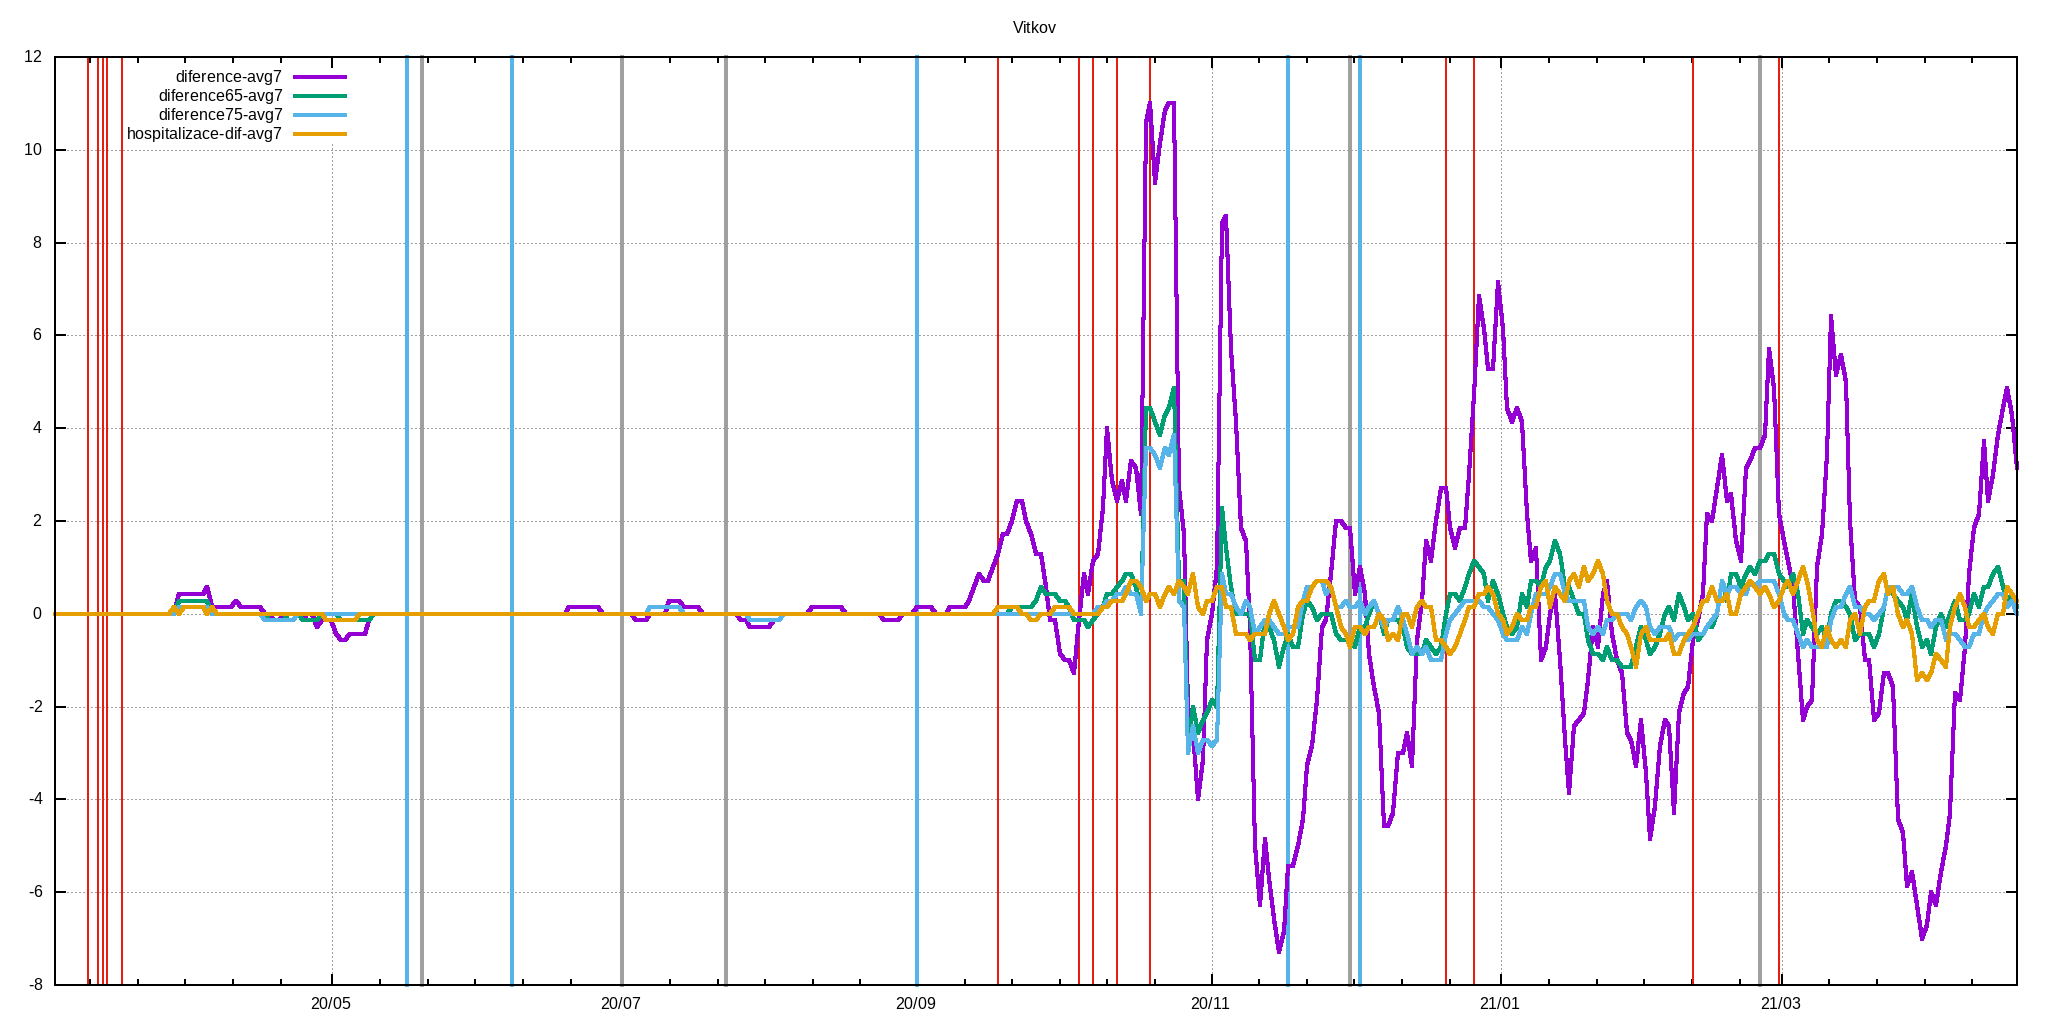 Vitkov
diference-avg7
diference65-avg7
diference75-avg7
hospitalizace-dif-avg7
12
10
8
6
4
2
0
-2
-4
-6
-8
20/05 20/07 20/09 20/11 21/01 21/03